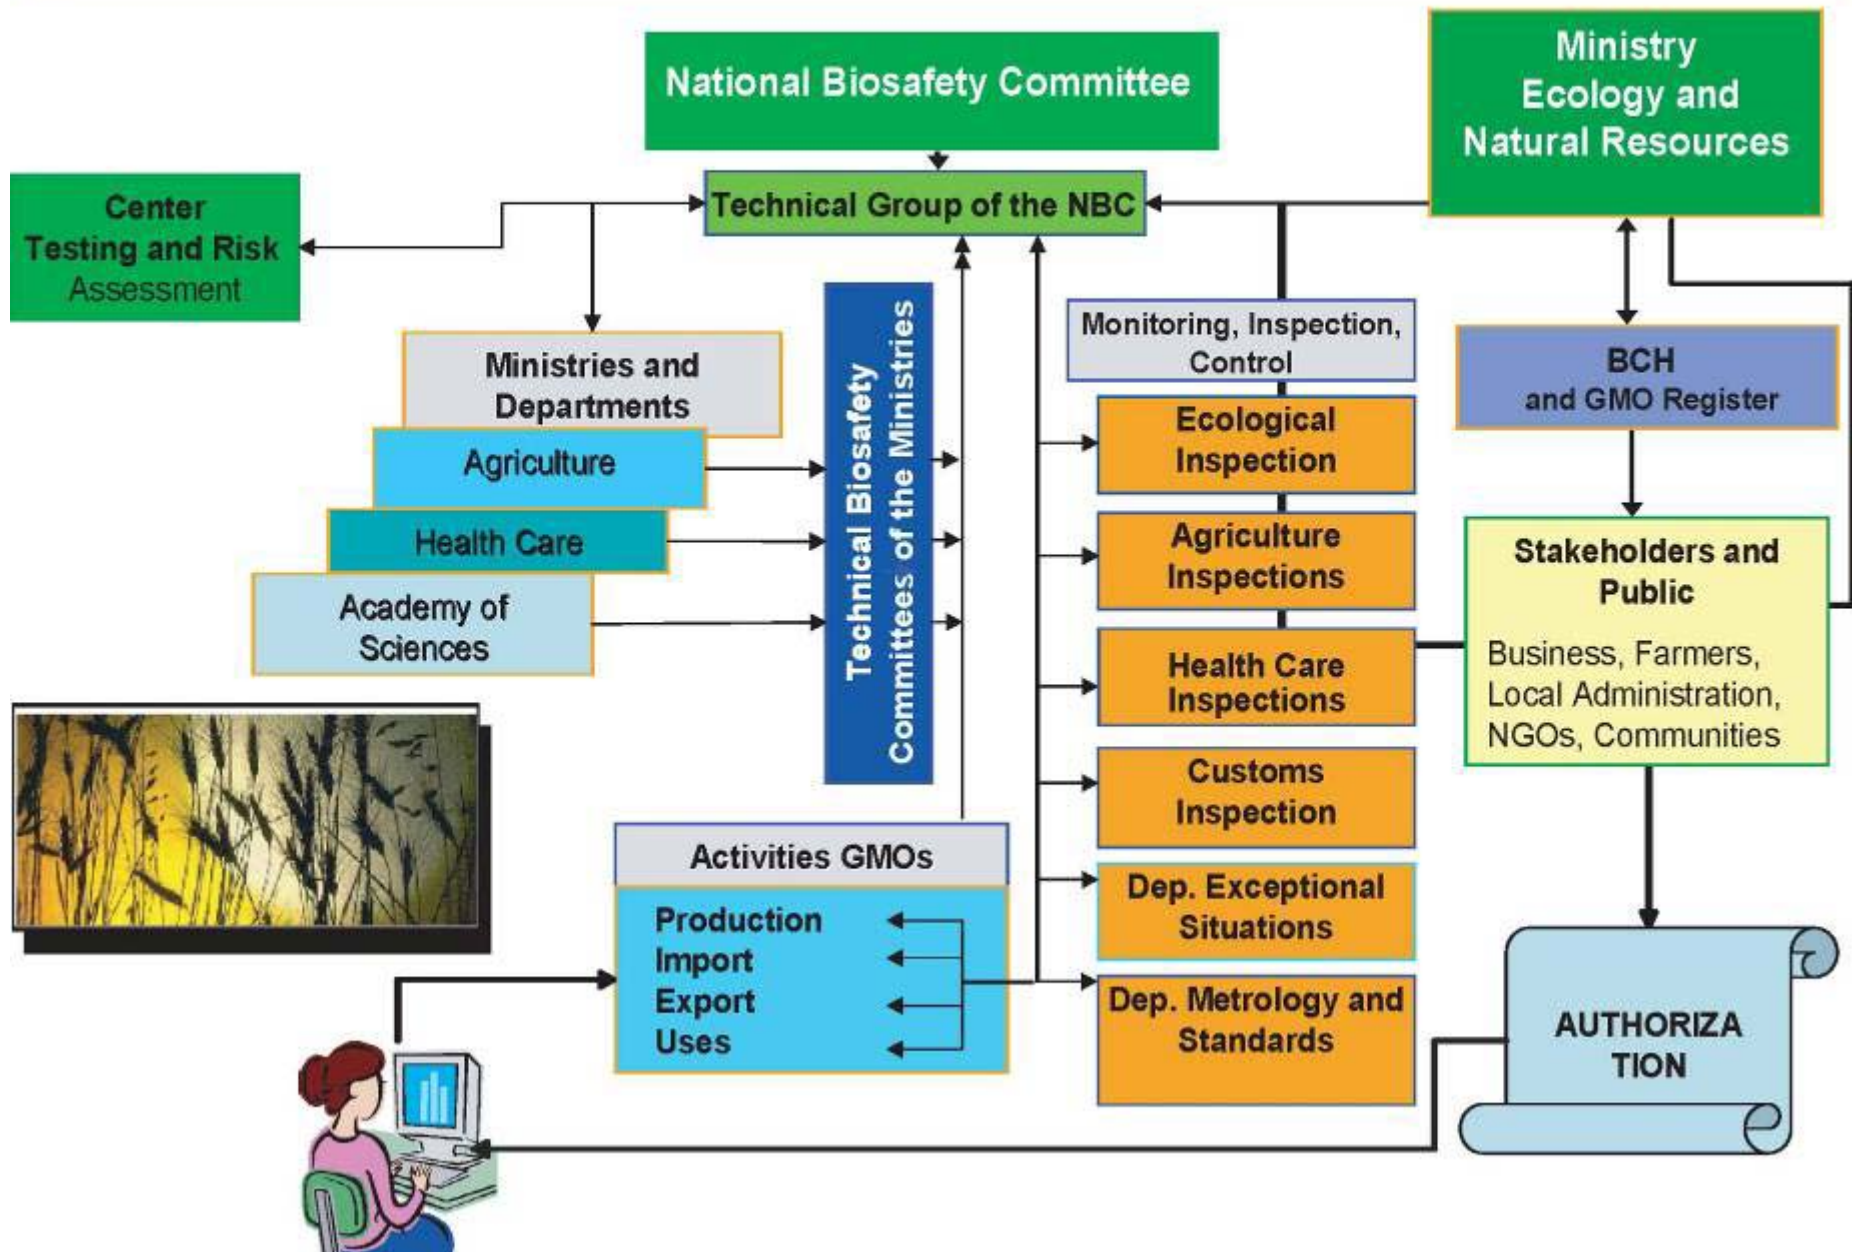 National Biosafety Committee
Ministry
Ecology and
Natural Resources
Center
Testing and Risk
Assessment
Technical Group of the NBC
Ministries and
Departments
Agriculture
Health Care
Academy of
Sciences
Technical Biosafety
Committees of the Ministries
Monitoring, Inspection,
Control
Ecological
Inspection
Agriculture
Inspections
Health Care
Inspections
Customs
Inspection
Dep. Exceptional
Situations
Dep. Metrology and
Standards
BCH
and GMO Register
Stakeholders and
Public
Business, Farmers,
Local Administration,
NGOs, Communities
Activities GMOs
Production
Import
Export
Uses
AUTHORIZA
TION